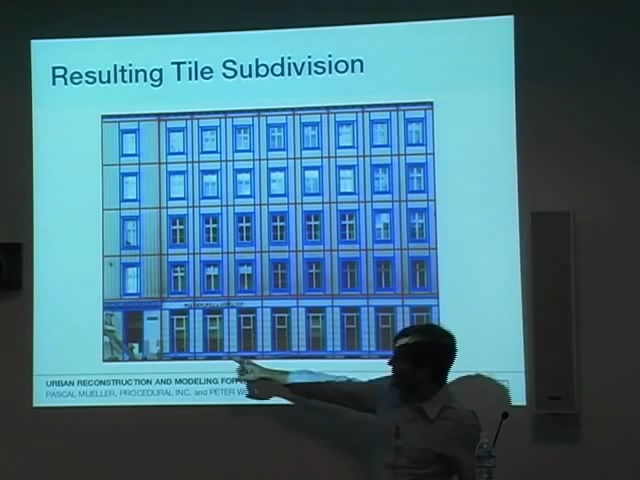 Resulting Tile Subdivision
URBAN RECONSTRUCTION AND MODELING FOR
PASCAL MUELLER, PROCEDURAL INC. and PETER